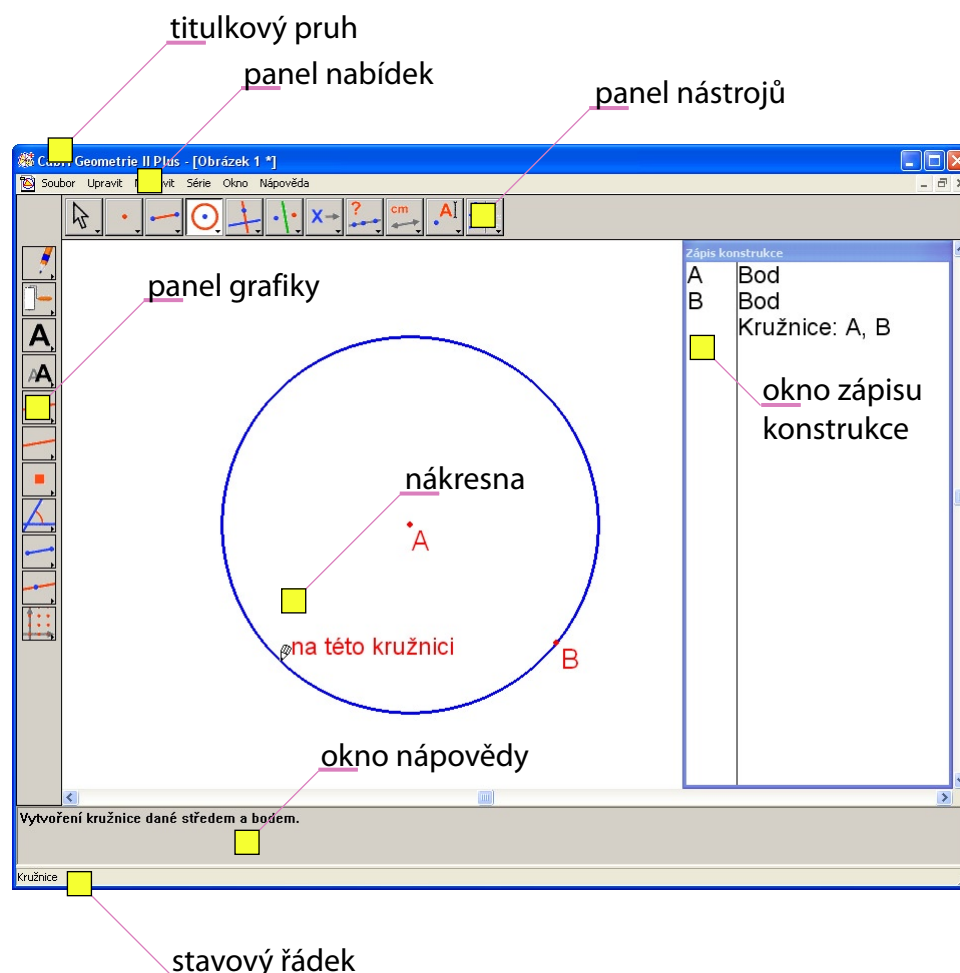 titulkový pruh
panel nabídek
panel nástrojů
Cabri Geometrie II Plus - [Obrázek 1 *]
Soubor Upravit Série Okno Nápověda
X
?
cm
A
Zápis konstrukce
A Bod
B Bod
Kružnice: A, B
panel grafiky
A
AA
okno zápisu
konstrukce
nákresna
A
na této kružnici
B
okno nápovědy
Vytvoření kružnice dané středem a bodem.
Kružnice
stavový řádek